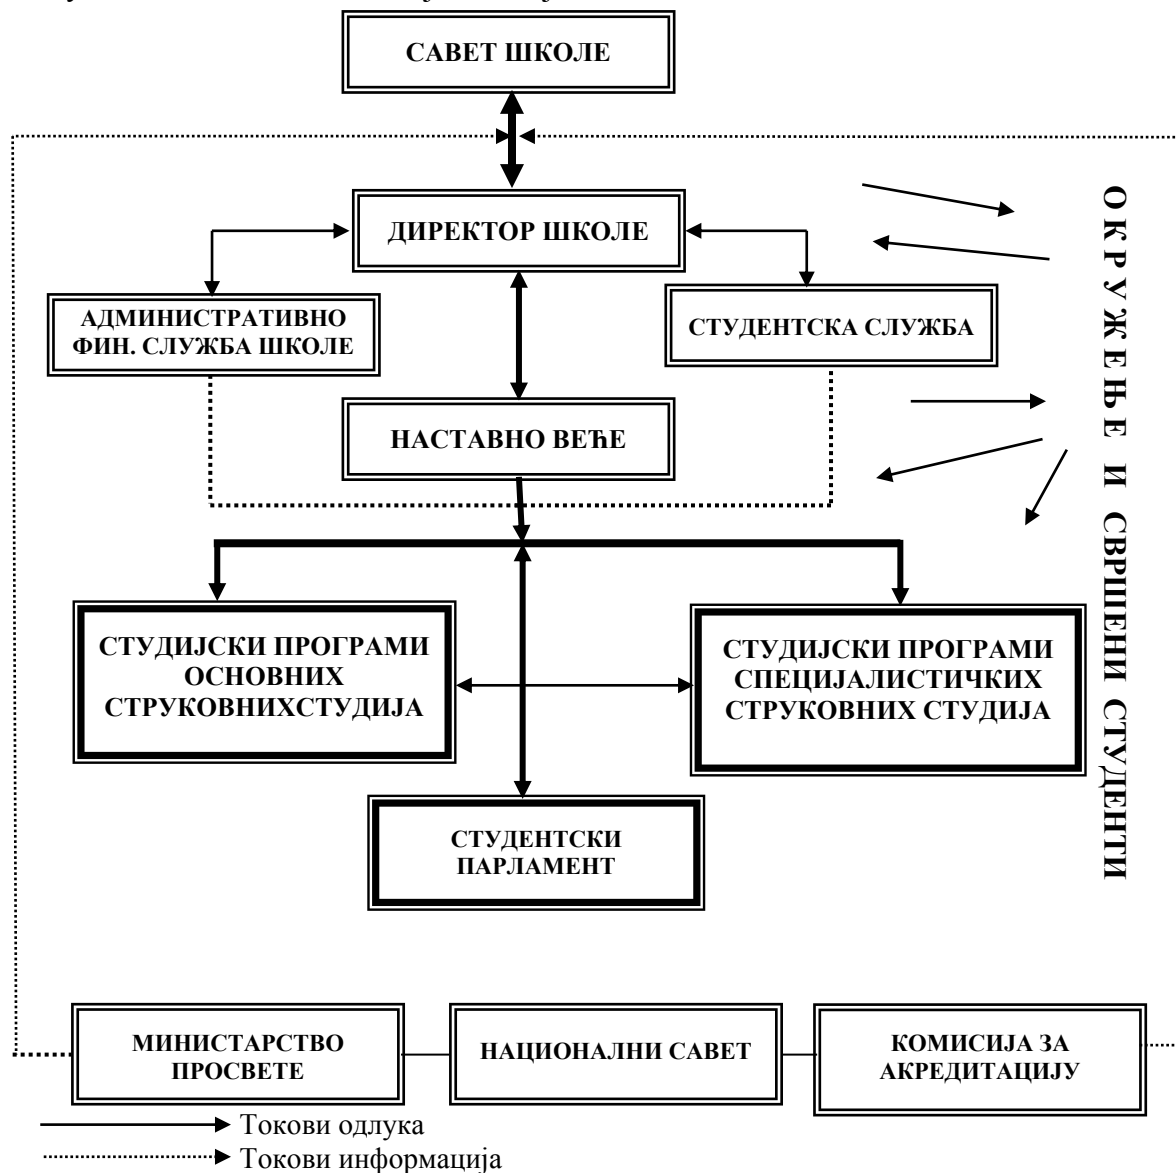 САВЕТ ШКОЛЕ
ДИРЕКТОР ШКОЛЕ
АДМИНИСТРАТИВНО
ФИН. СЛУЖБА ШКОЛЕ
СТУДЕНТСКА СЛУЖБА
НАСТАВНО ВЕЋЕ
СТУДИЈСКИ ПРОГРАМИ
ОСНОВНИХ
СТРУКОВНИХСТУДИЈА
СТУДИЈСКИ ПРОГРАМИ
СПЕЦИЈАЛИСТИЧКИХ
СТРУКОВНИХ СТУДИЈА
СТУДЕНТСКИ
ПАРЛАМЕНТ
ОКРУЖЕЊЕ И СВРШЕНИ СТУДЕНТИ
МИНИСТАРСТВО
ПРОСВЕТЕ
НАЦИОНАЛНИ САВЕТ
КОМИСИЈА ЗА
АКРЕДИТАЦИЈУ
Токови одлука
Токови информација